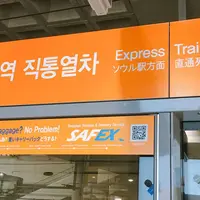 역 직통열차
Express Trai
ソウル駅方面 直通列
aggage? No Problem!
SAFEX